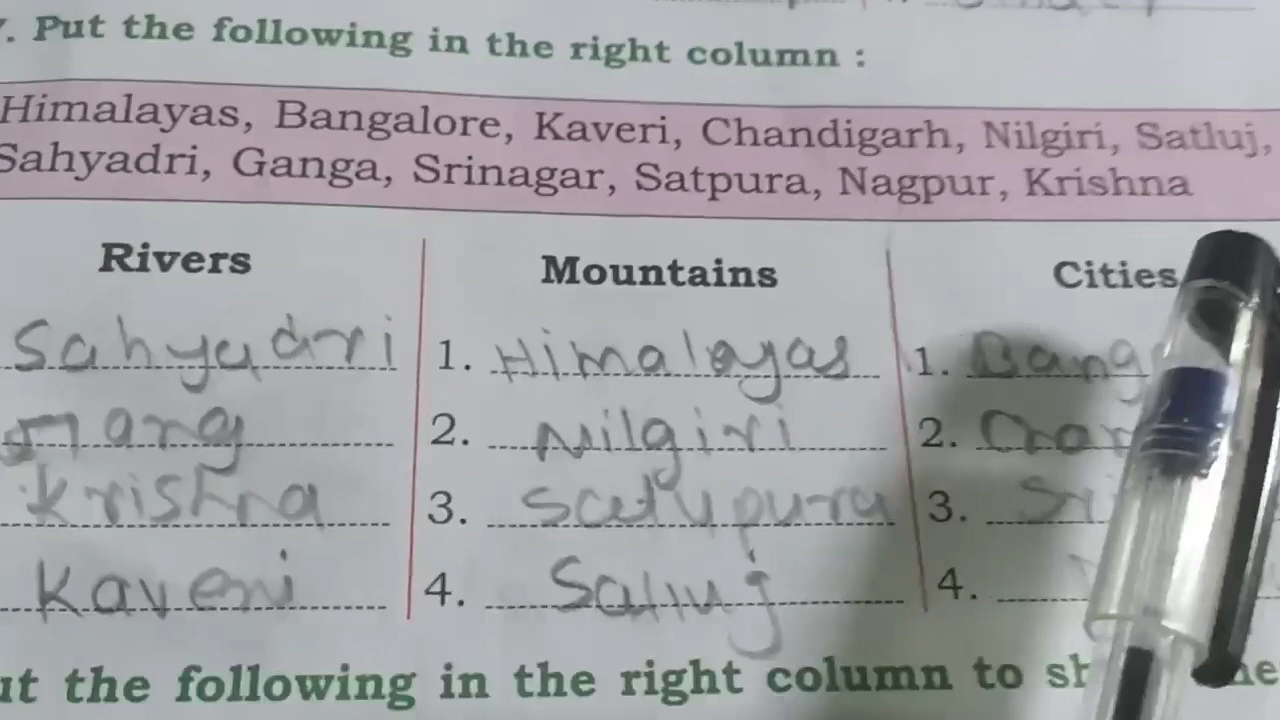 . Put the following in the right column :
Himalayas, Bangalore, Kaveri, Chandigarh, Nilgiri, Satluj,
Sahyadri, Ganga, Srinagar, Satpura, Nagpur, Krishna
Rivers Mountains Cities
Sahyadri 1. Himalayas 1. Bang
2. Nilgiri 2.
Krishna 3. 3. Sri
Kaveri 4. 4.
the following in the right column to